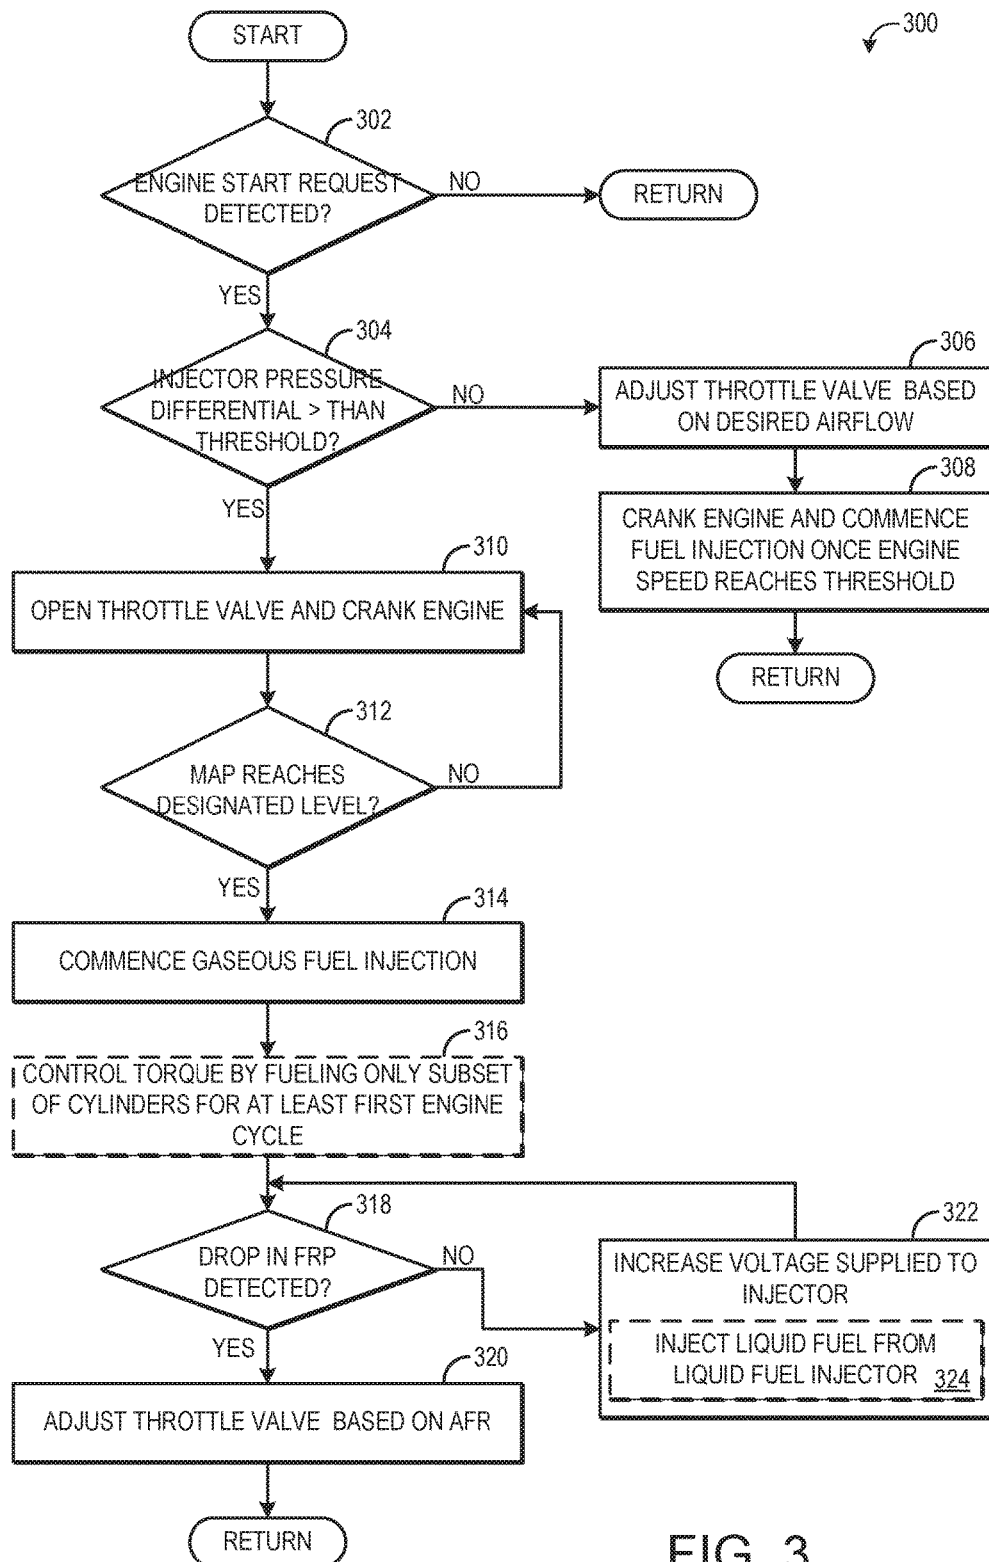 START
300
302
ENGINE START REQUEST
DETECTED?
NO
RETURN
YES
304
INJECTOR PRESSURE
DIFFERENTIAL > THAN
THRESHOLD?
NO
306
ADJUST THROTTLE VALVE BASED
ON DESIRED AIRFLOW
308
CRANK ENGINE AND COMMENCE
FUEL INJECTION ONCE ENGINE
SPEED REACHES THRESHOLD
RETURN
YES
310
OPEN THROTTLE VALVE AND CRANK ENGINE
312
MAP REACHES
DESIGNATED LEVEL?
NO
YES
314
COMMENCE GASEOUS FUEL INJECTION
316
CONTROL TORQUE BY FUELING ONLY SUBSET
OF CYLINDERS FOR AT LEAST FIRST ENGINE
CYCLE
318
DROP IN FRP
DETECTED?
NO
322
INCREASE VOLTAGE SUPPLIED TO
INJECTOR
INJECT LIQUID FUEL FROM
LIQUID FUEL INJECTOR 324
YES
320
ADJUST THROTTLE VALVE BASED ON AFR
RETURN
FIG. 3